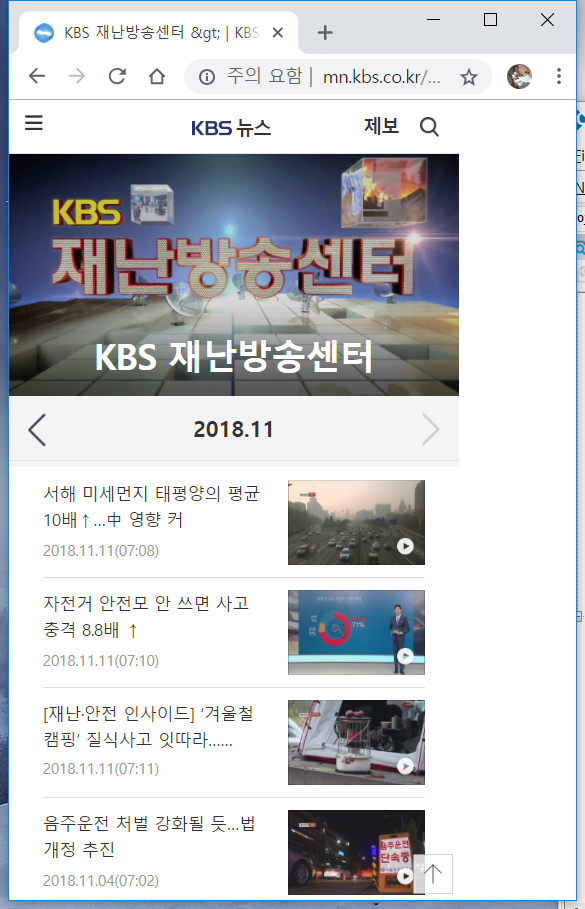 KBS 재난방송센터 &gt; | KBS
주의 요함 | mn.kbs.co.kr/...
KBS 뉴스
제보
KBS
재난방송센터
KBS 재난방송센터
2018.11
서해 미세먼지 태평양의 평균
10배↑...中 영향 커
2018.11.11(07:08)
자전거 안전모 안 쓰면 사고
충격 8.8배 ↑
2018.11.11(07:10)
71%
[재난·안전 인사이드] ‘겨울철
캠핑’ 질식사고 잇따라......
2018.11.11(07:11)
음주운전 처벌 강화될 듯...법
개정 추진
2018.11.04(07:02)
음주운전
단속중